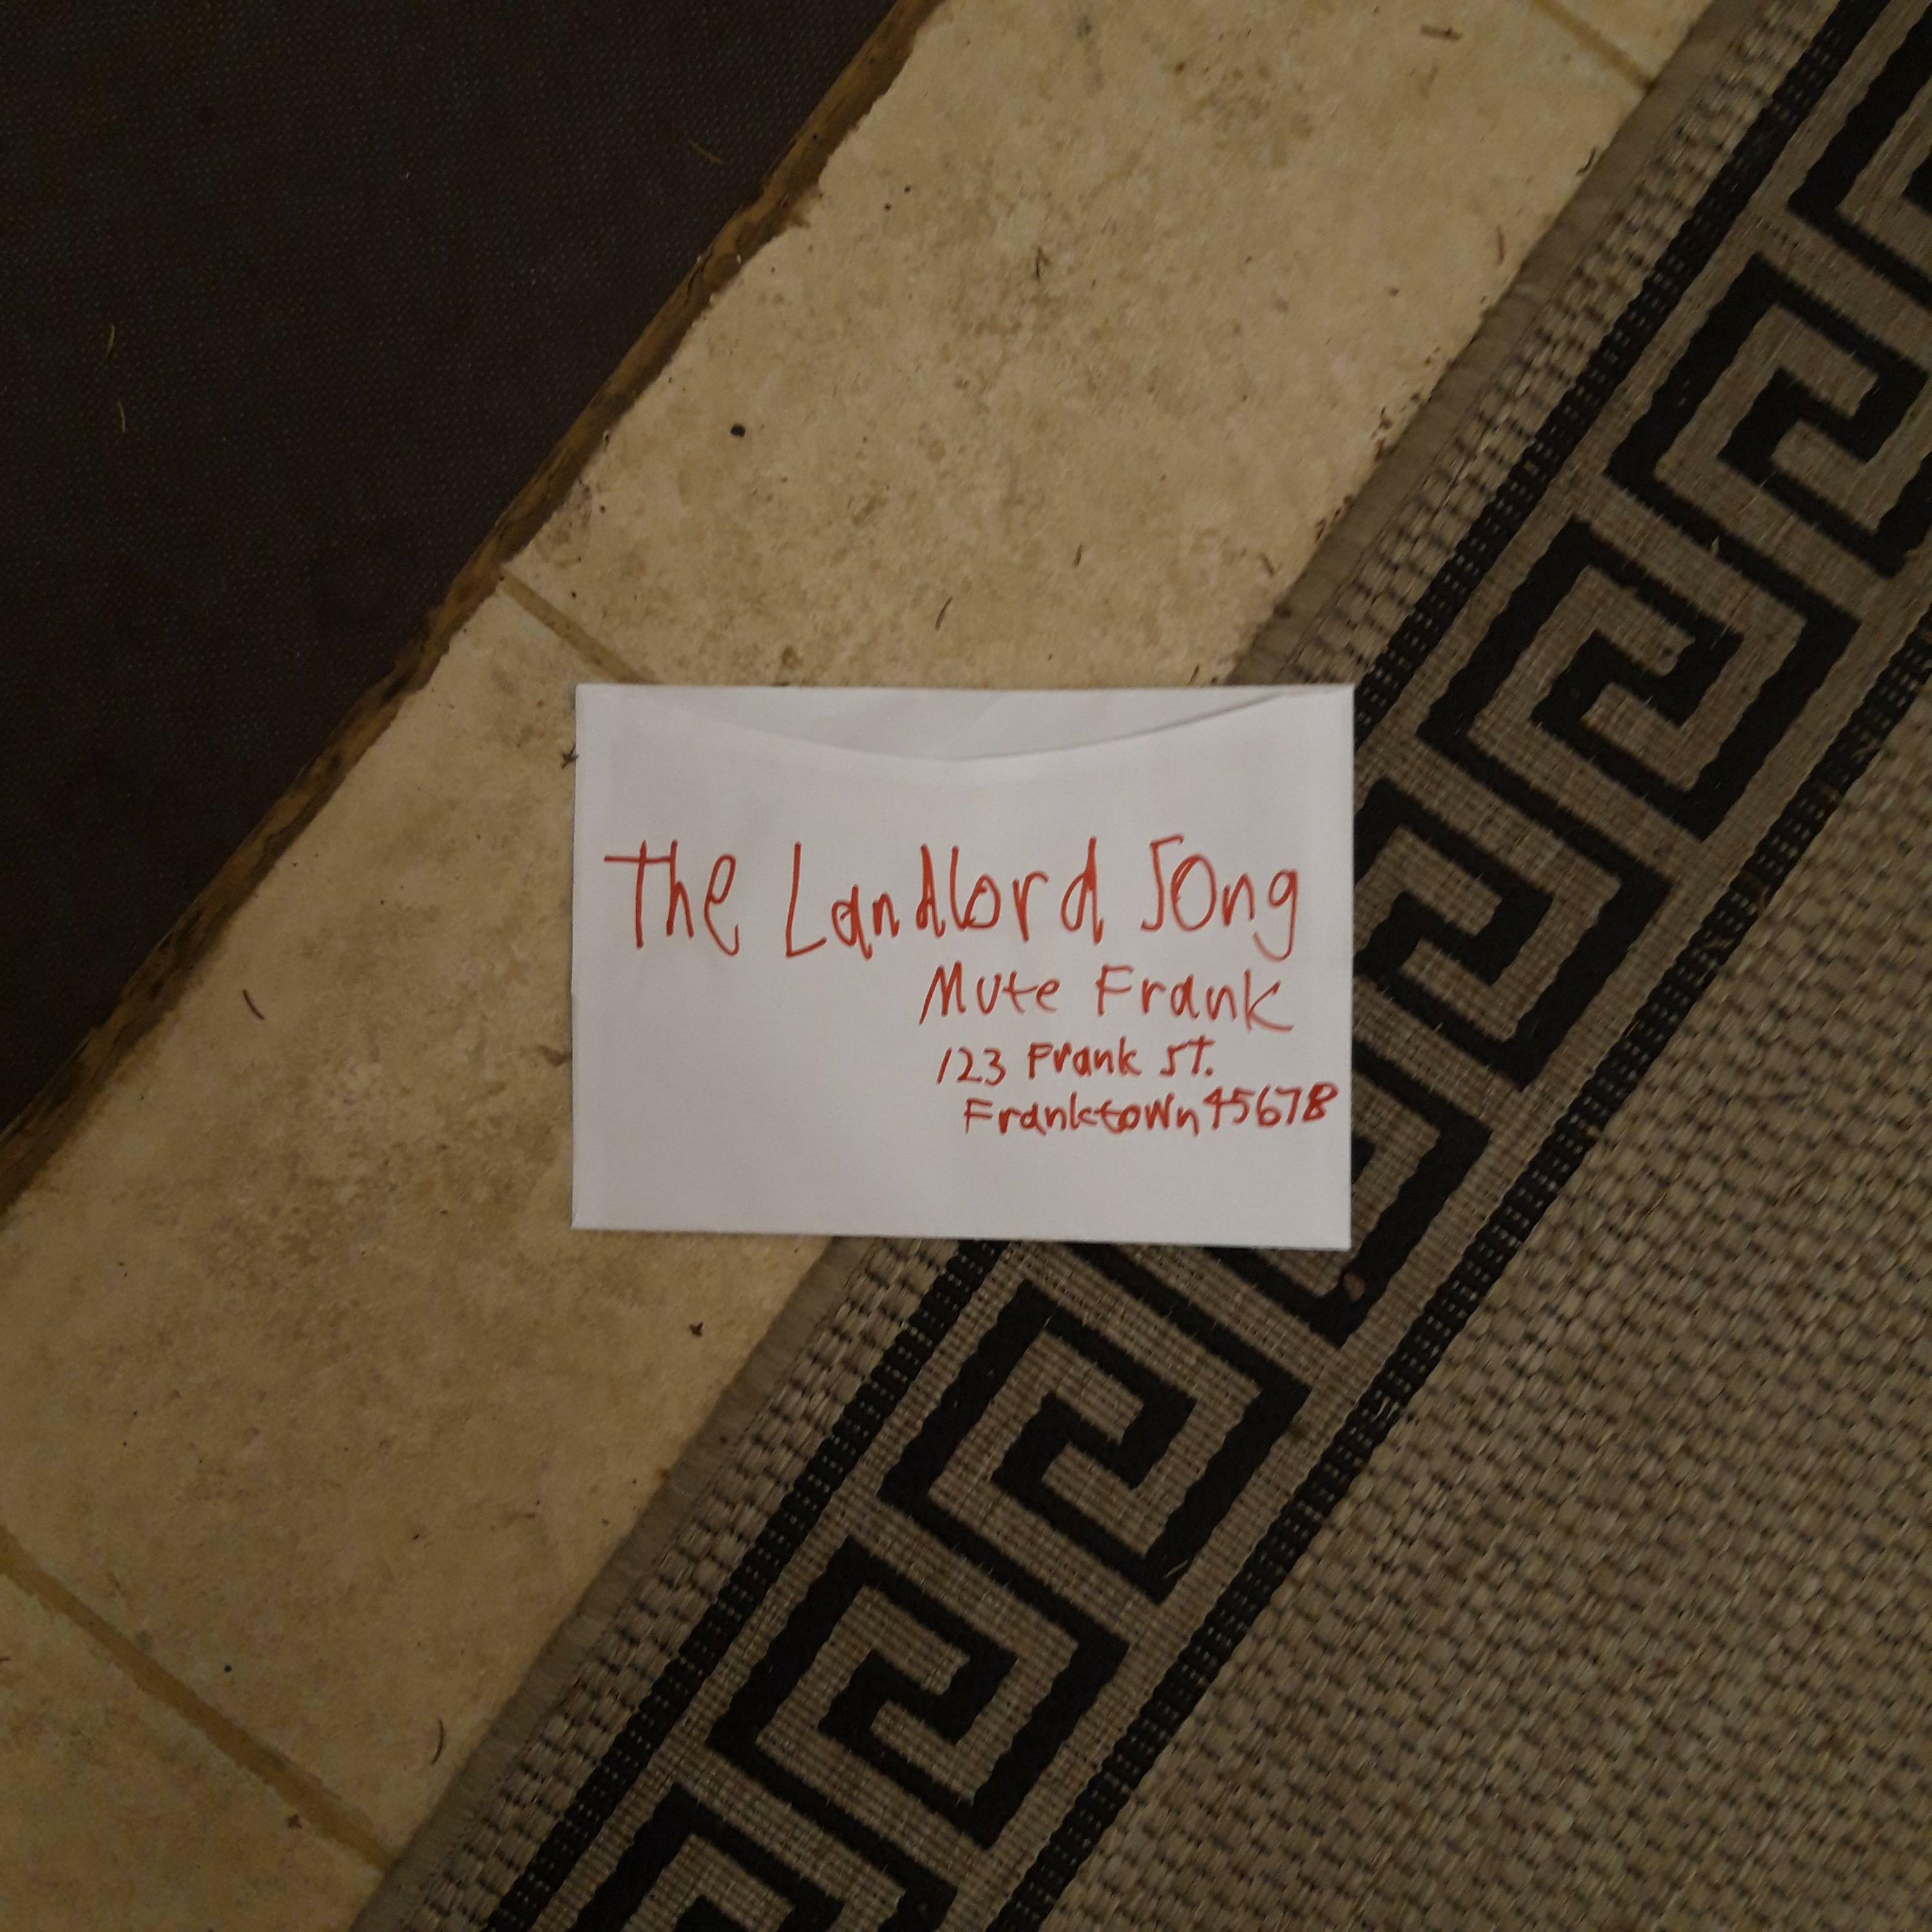 The Landlord Song
Mute Frank
123 Frank St.
Franktown 45678